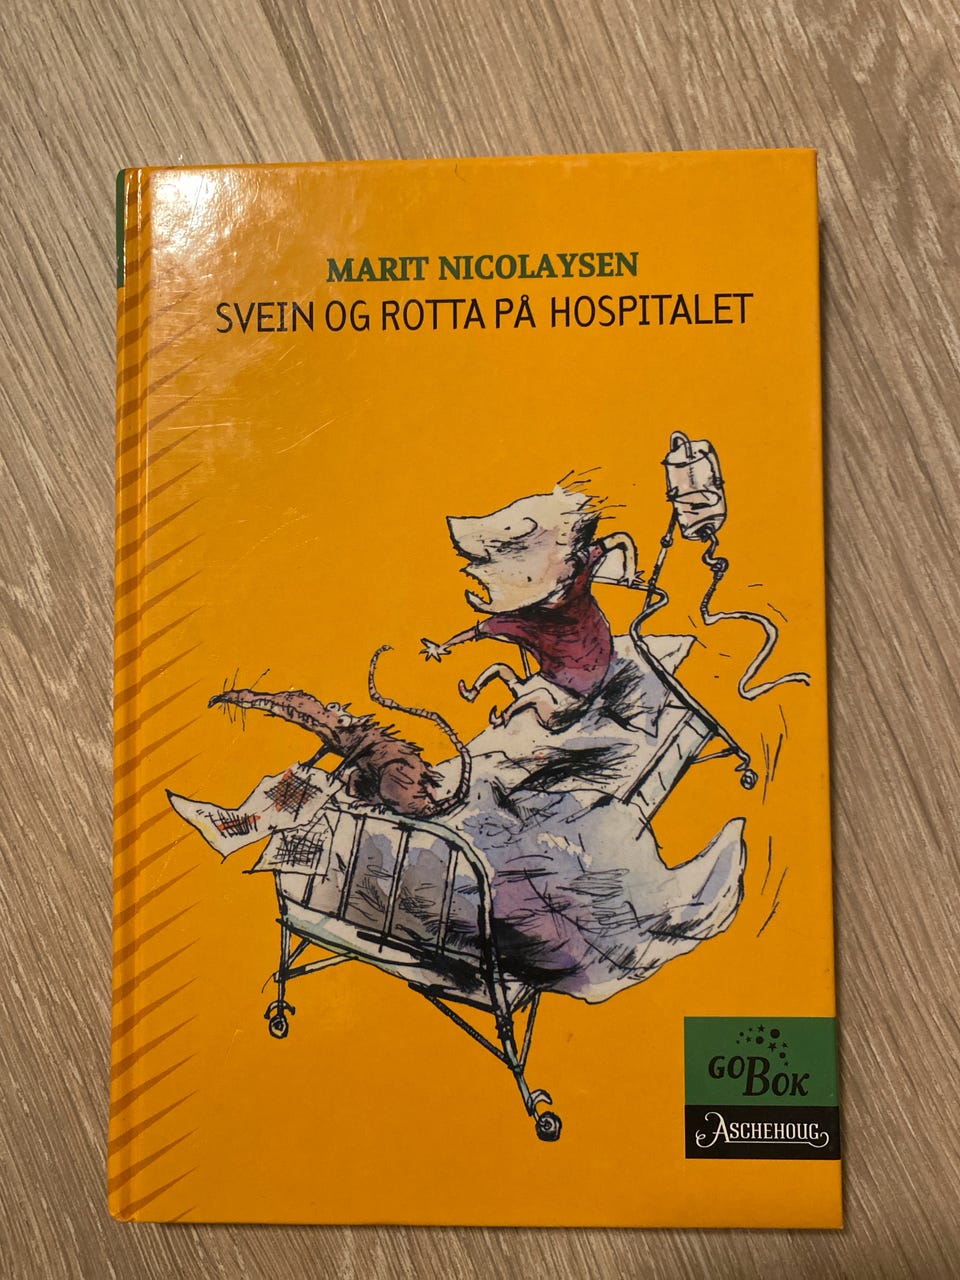 MARIT NICOLAYSEN
SVEIN OG ROTTA PÅ HOSPITALET
GO BOK
ASCHEHOUG